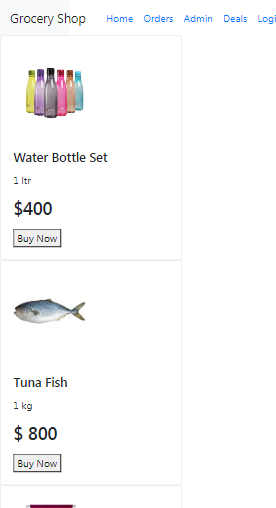 Grocery Shop Home Orders Admin Deals Logi
Water Bottle Set
1 ltr
$400
Buy Now
Tuna Fish
1 kg
$ 800
Buy Now